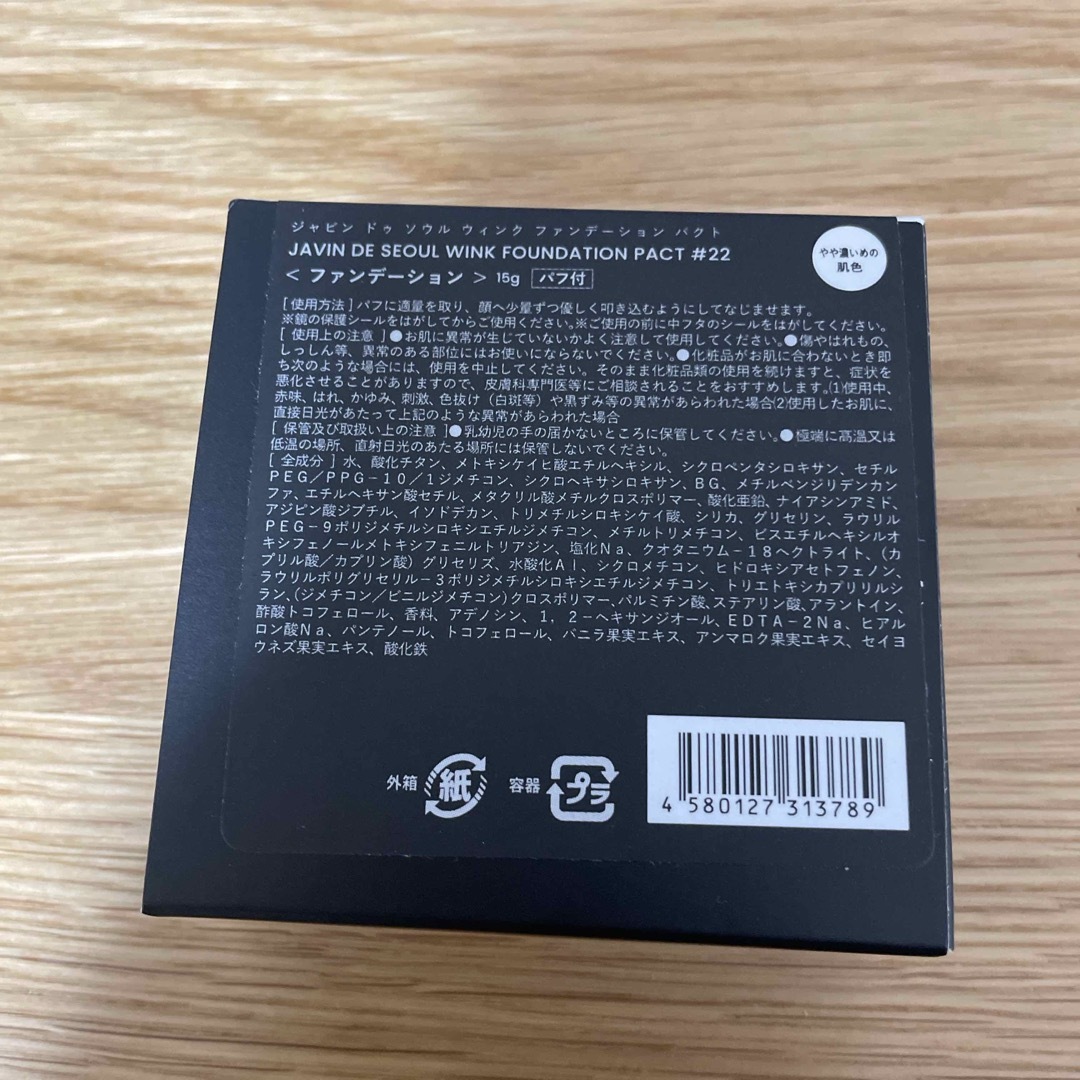 ジャビン ドゥ ソウル ウィンク ファンデーション パクト
JAVIN DE SEOUL WINK FOUNDATION PACT #22
< ファンデーション > 15g パフ付
やや濃いめの
肌色
[ 使用方法 ] パフに適量を取り、顔へ少量ずつ優しく叩き込むようにしてなじませます。
※鏡の保護シールをはがしてからご使用ください。※ご使用の前に中フタのシールをはがしてください。
[ 使用上の注意 ] ●お肌に異常が生じていないかよく注意して使用してください。●傷やはれもの、
しっしん等、異常のある部位にはお使いにならないでください。●化粧品がお肌に合わないとき即
ち次のような場合には、使用を中止してください。そのまま化粧品類の使用を続けますと、症状を
悪化させることがありますので、皮膚科専門医等にご相談されることをおすすめします。(1)使用中、
赤味、はれ、かゆみ、刺激、色抜け（白斑等）や黒ずみ等の異常があらわれた場合(2)使用したお肌に、
直接日光があたって上記のような異常があらわれた場合
[ 保管及び取扱い上の注意 ] ●乳幼児の手の届かないところに保管してください。●極端に高温又は
低温の場所、直射日光のあたる場所には保管しないでください。
[ 全成分 ] 水、酸化チタン、メトキシケイヒ酸エチルヘキシル、シクロペンタシロキサン、セチル
PEG／PPG－10／1ジメチコン、シクロヘキサシロキサン、BG、メチルペンジリデンカン
ファ、エチルヘキサン酸セチル、メタクリル酸メチルクロスポリマー、酸化亜鉛、ナイアシンアミド、
アジピン酸ジブチル、イソドデカン、トリメチルシロキシケイ酸、シリカ、グリセリン、ラウリル
PEG－9ポリジメチルシロキシエチルジメチコン、メチルトリメチコン、ビスエチルヘキシルオ
キシフェノールメトキシフェニルトリアジン、塩化Na、クオタニウム－18ヘクトライト、（カ
プリル酸／カプリン酸）グリセリズ、水酸化Al、シクロメチコン、ヒドロキシアセトフェノン、
ラウリルポリグリセリル－3ポリジメチルシロキシエチルジメチコン、トリエトキシカプリリルシ
ラン、（ジメチコン／ビニルジメチコン）クロスポリマー、パルミチン酸、ステアリン酸、アラントイン、
酢酸トコフェロール、香料、アデノシン、1，2－ヘキサンジオール、EDTA－2Na、ヒアル
ロン酸Na、パンテノール、トコフェロール、バニラ果実エキス、アンマロク果実エキス、セイヨ
ウネズ果実エキス、酸化鉄
外箱 紙 容器 プラ
4 580127 313789